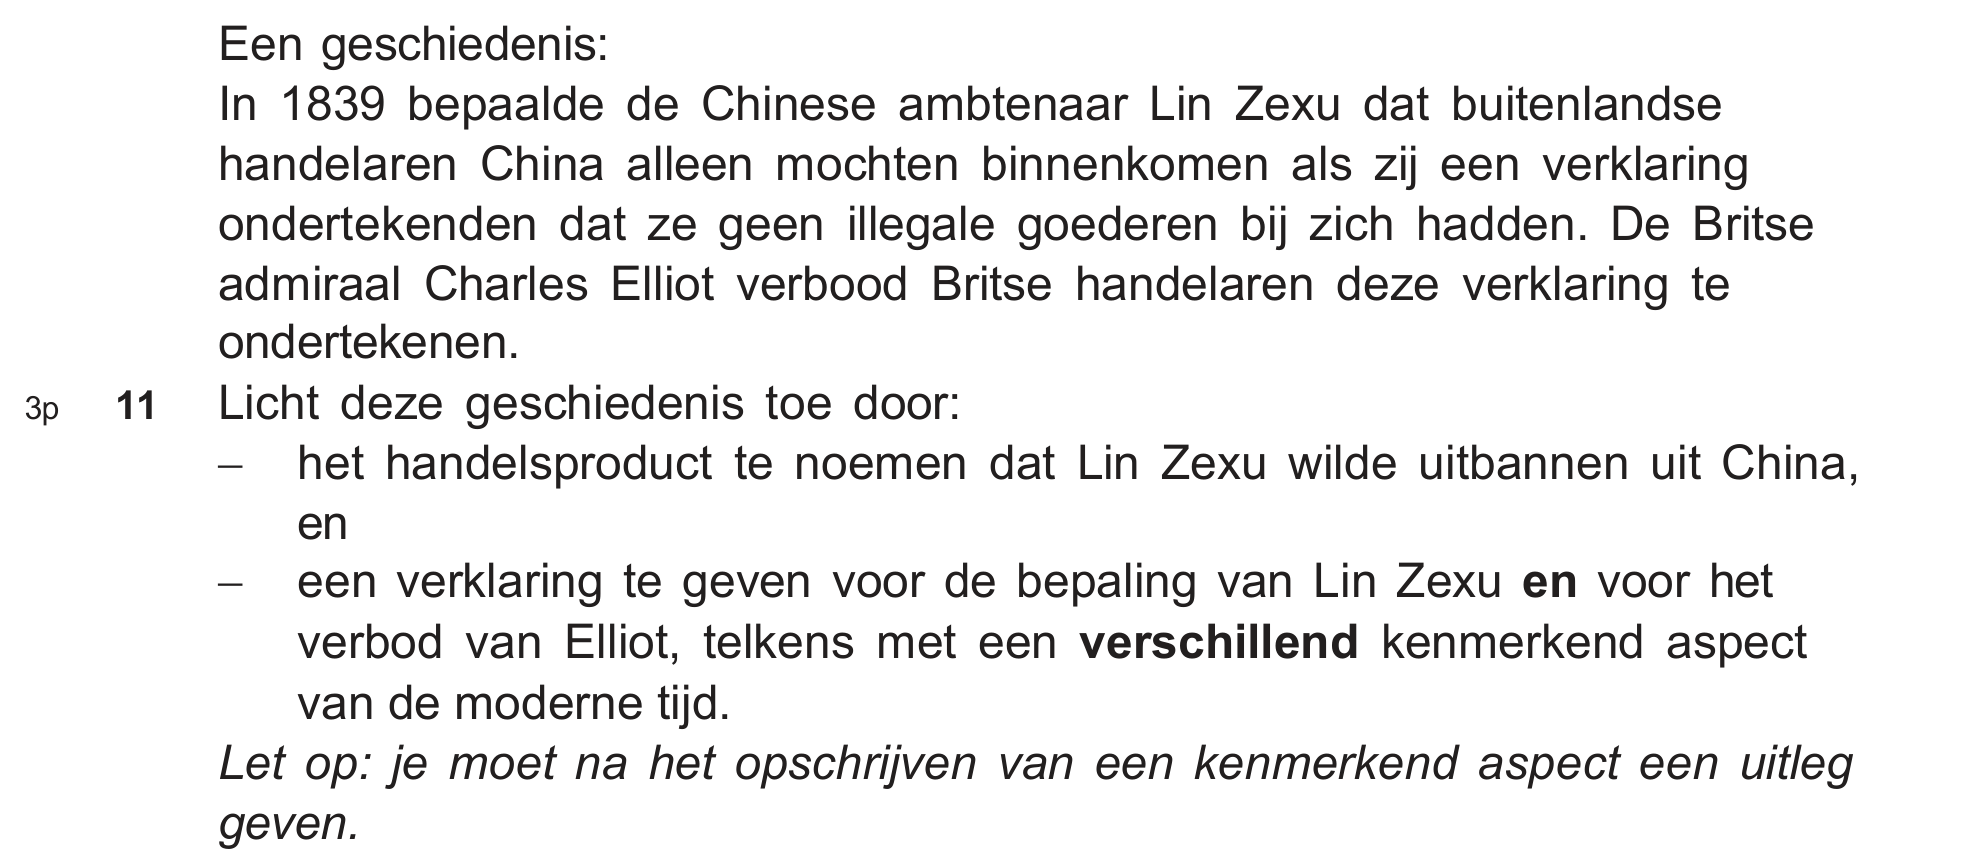 Een geschiedenis:
In 1839 bepaalde de Chinese ambtenaar Lin Zexu dat buitenlandse
handelaren China alleen mochten binnenkomen als zij een verklaring
ondertekenden dat ze geen illegale goederen bij zich hadden. De Britse
admiraal Charles Elliot verbood Britse handelaren deze verklaring te
ondertekenen.
3p 11 Licht deze geschiedenis toe door:
– het handelsproduct te noemen dat Lin Zexu wilde uitbannen uit China,
en
– een verklaring te geven voor de bepaling van Lin Zexu en voor het
verbod van Elliot, telkens met een verschillend kenmerkend aspect
van de moderne tijd.
Let op: je moet na het opschrijven van een kenmerkend aspect een uitleg
geven.